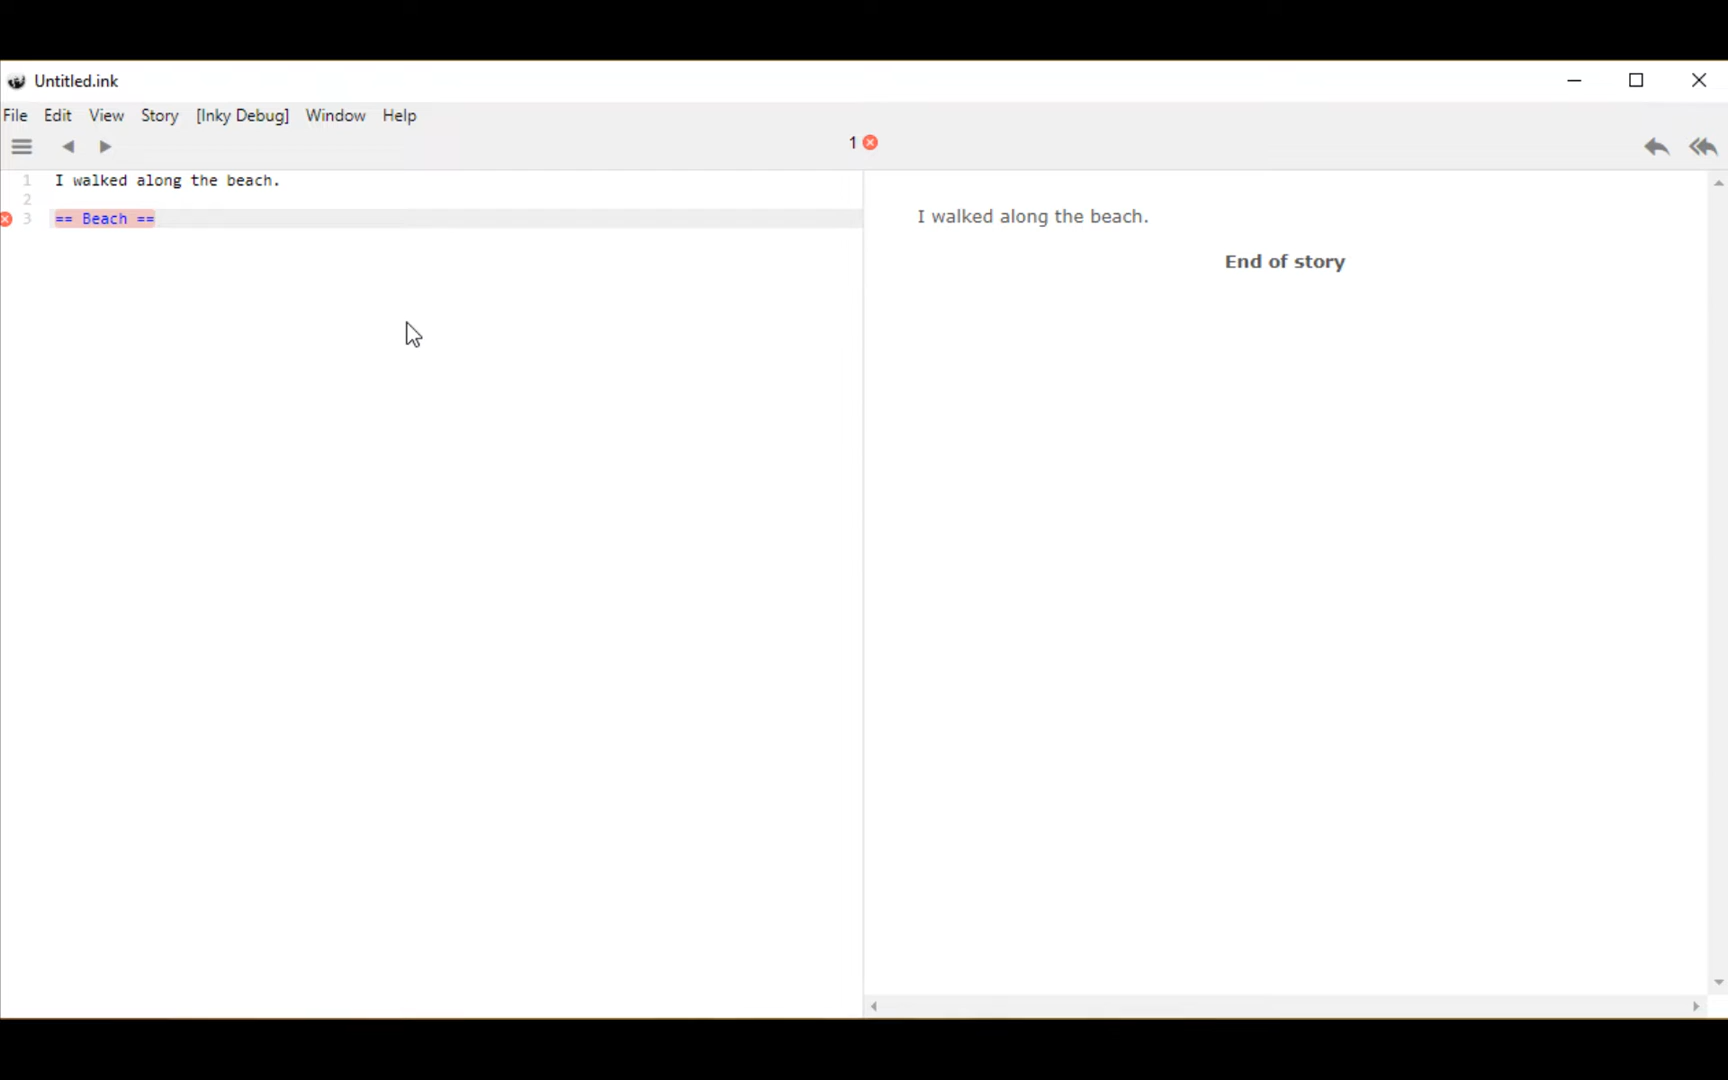 Untitled.ink
File Edit View Story [Inky Debug] Window Help
1
1 I walked along the beach.
2
3 == Beach ==
I walked along the beach.
End of story